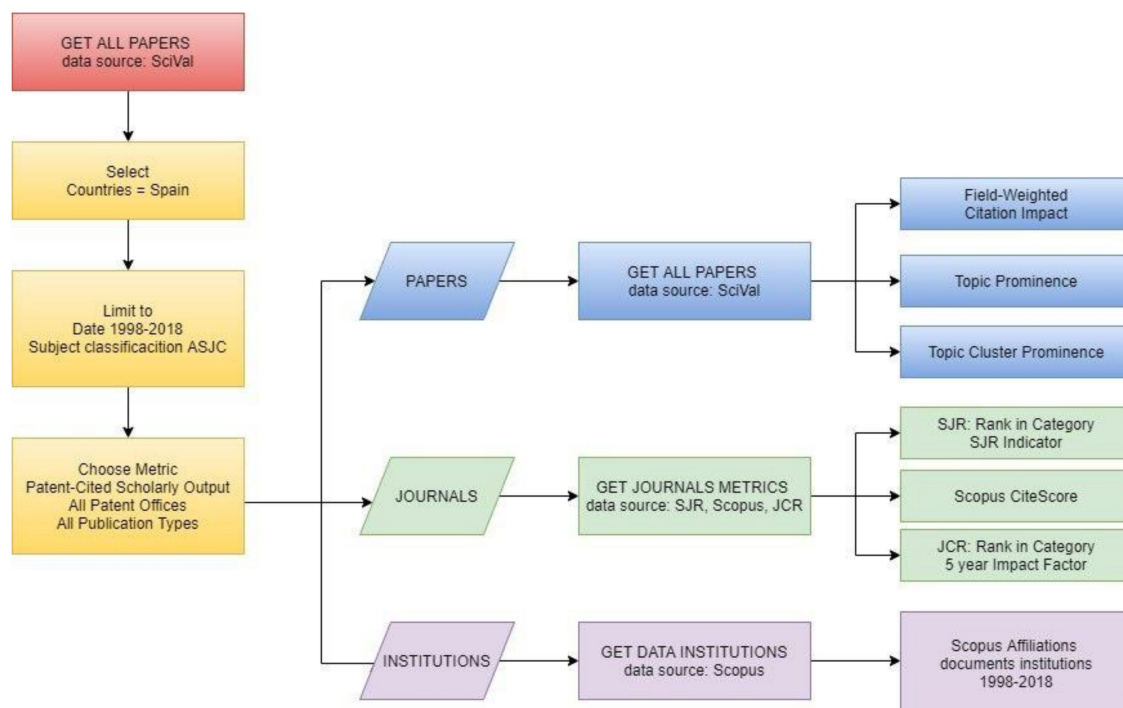 GET ALL PAPERS
data source: SciVal
Select
Countries = Spain
Limit to
Date 1998-2018
Subject classificacition ASJC
Choose Metric
Patent-Cited Scholarly Output
All Patent Offices
All Publication Types
PAPERS
GET ALL PAPERS
data source: SciVal
Field-Weighted
Citation Impact
Topic Prominence
Topic Cluster Prominence
JOURNALS
GET JOURNALS METRICS
data source: SJR, Scopus, JCR
SJR: Rank in Category
SJR Indicator
Scopus CiteScore
JCR: Rank in Category
5 year Impact Factor
INSTITUTIONS
GET DATA INSTITUTIONS
data source: Scopus
Scopus Affiliations
documents institutions
1998-2018